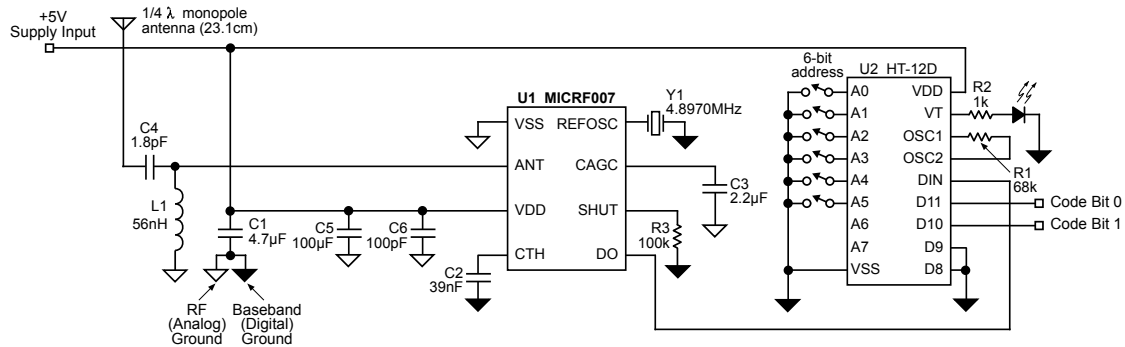 +5V
Supply Input
1/4 λ monopole
antenna (23.1cm)
6-bit
address
U2 HT-12D
C4
1.8pF
L1
56nH
C1
4.7µF
RF
(Analog)
Ground
Baseband
(Digital)
Ground
C5
100µF
C6
100pF
C2
39nF
U1 MICRF007
VSS
ANT
VDD
CTH
REFOSC
CAGC
SHUT
DO
Y1
4.8970MHz
C3
2.2µF
R3
100k
A0
A1
A2
A3
A4
A5
A6
A7
VSS
VDD
VT
OSC1
OSC2
DIN
D11
D10
D9
D8
R2
1k
R1
68k
Code Bit 0
Code Bit 1